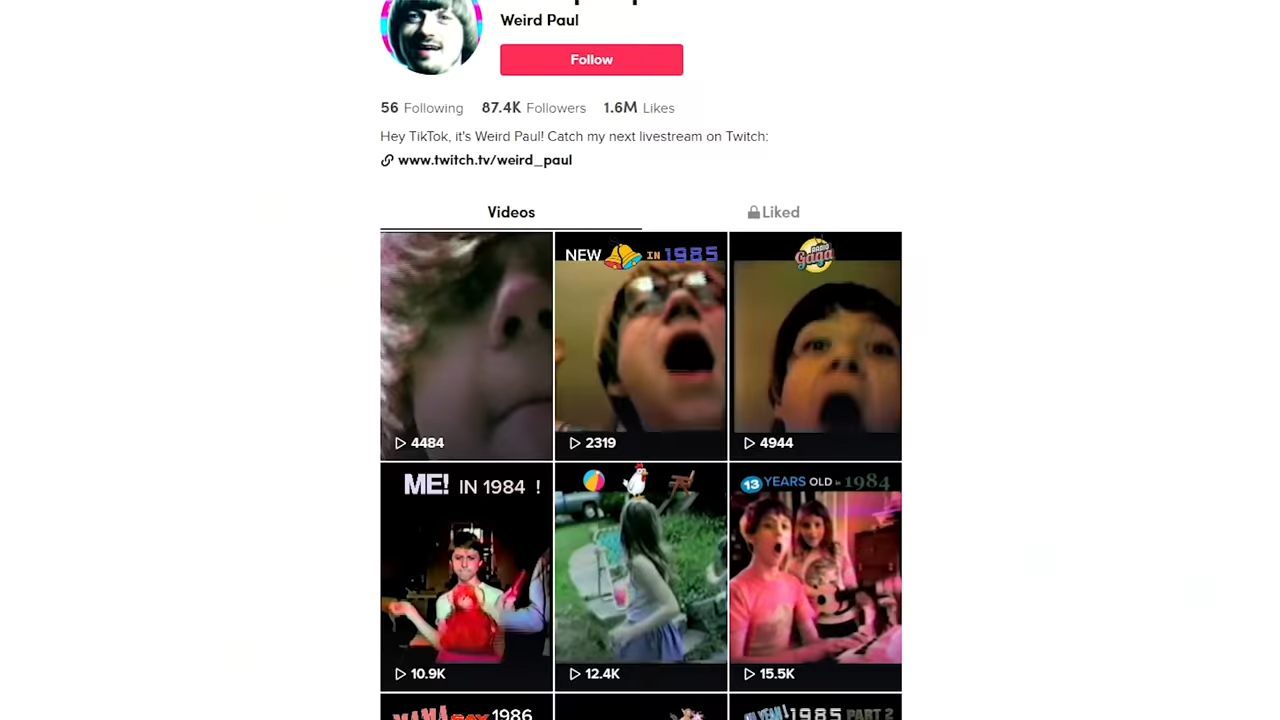 Weird Paul
Follow
56 Following 87.4K Followers 1.6M Likes
Hey TikTok, it's Weird Paul! Catch my next livestream on Twitch:
www.twitch.tv/weird_paul
Videos
Liked
NEW IN 1985
RADIO
GaGa
4484
2319
4944
ME! IN 1984 !
13 YEARS OLD in 1984
10.9K
12.4K
15.5K
1986
1985 PART 2